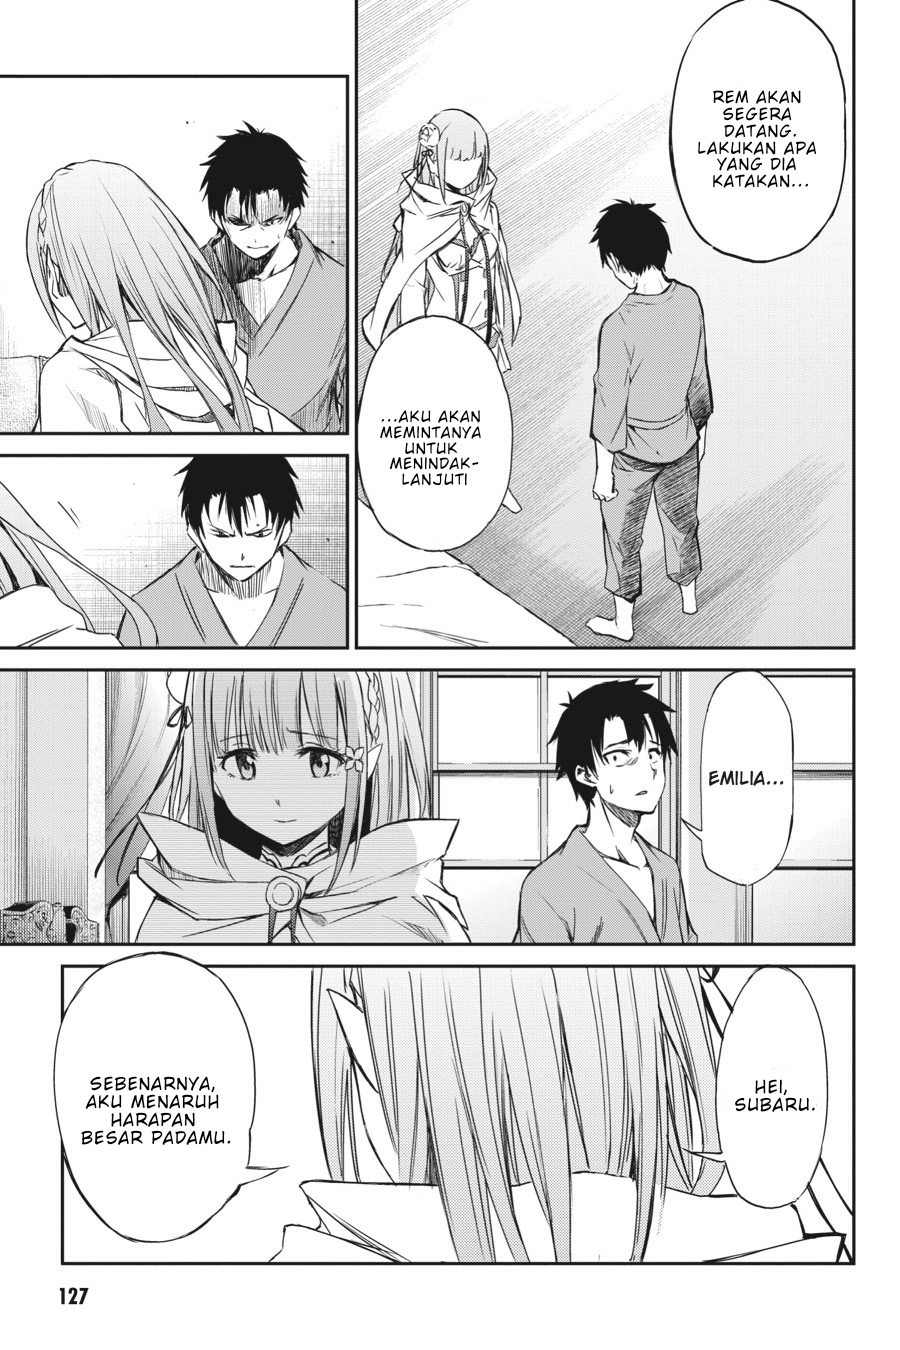 REM AKAN
SEGERA
DATANG.
LAKUKAN APA
YANG DIA
KATAKAN...
...AKU AKAN
MEMINTANYA
UNTUK
MENINDAK-
LANJUTI
EMILIA...
HEI,
SUBARU.
SEBENARNYA,
AKU MENARUH
HARAPAN
BESAR PADAMU.
127